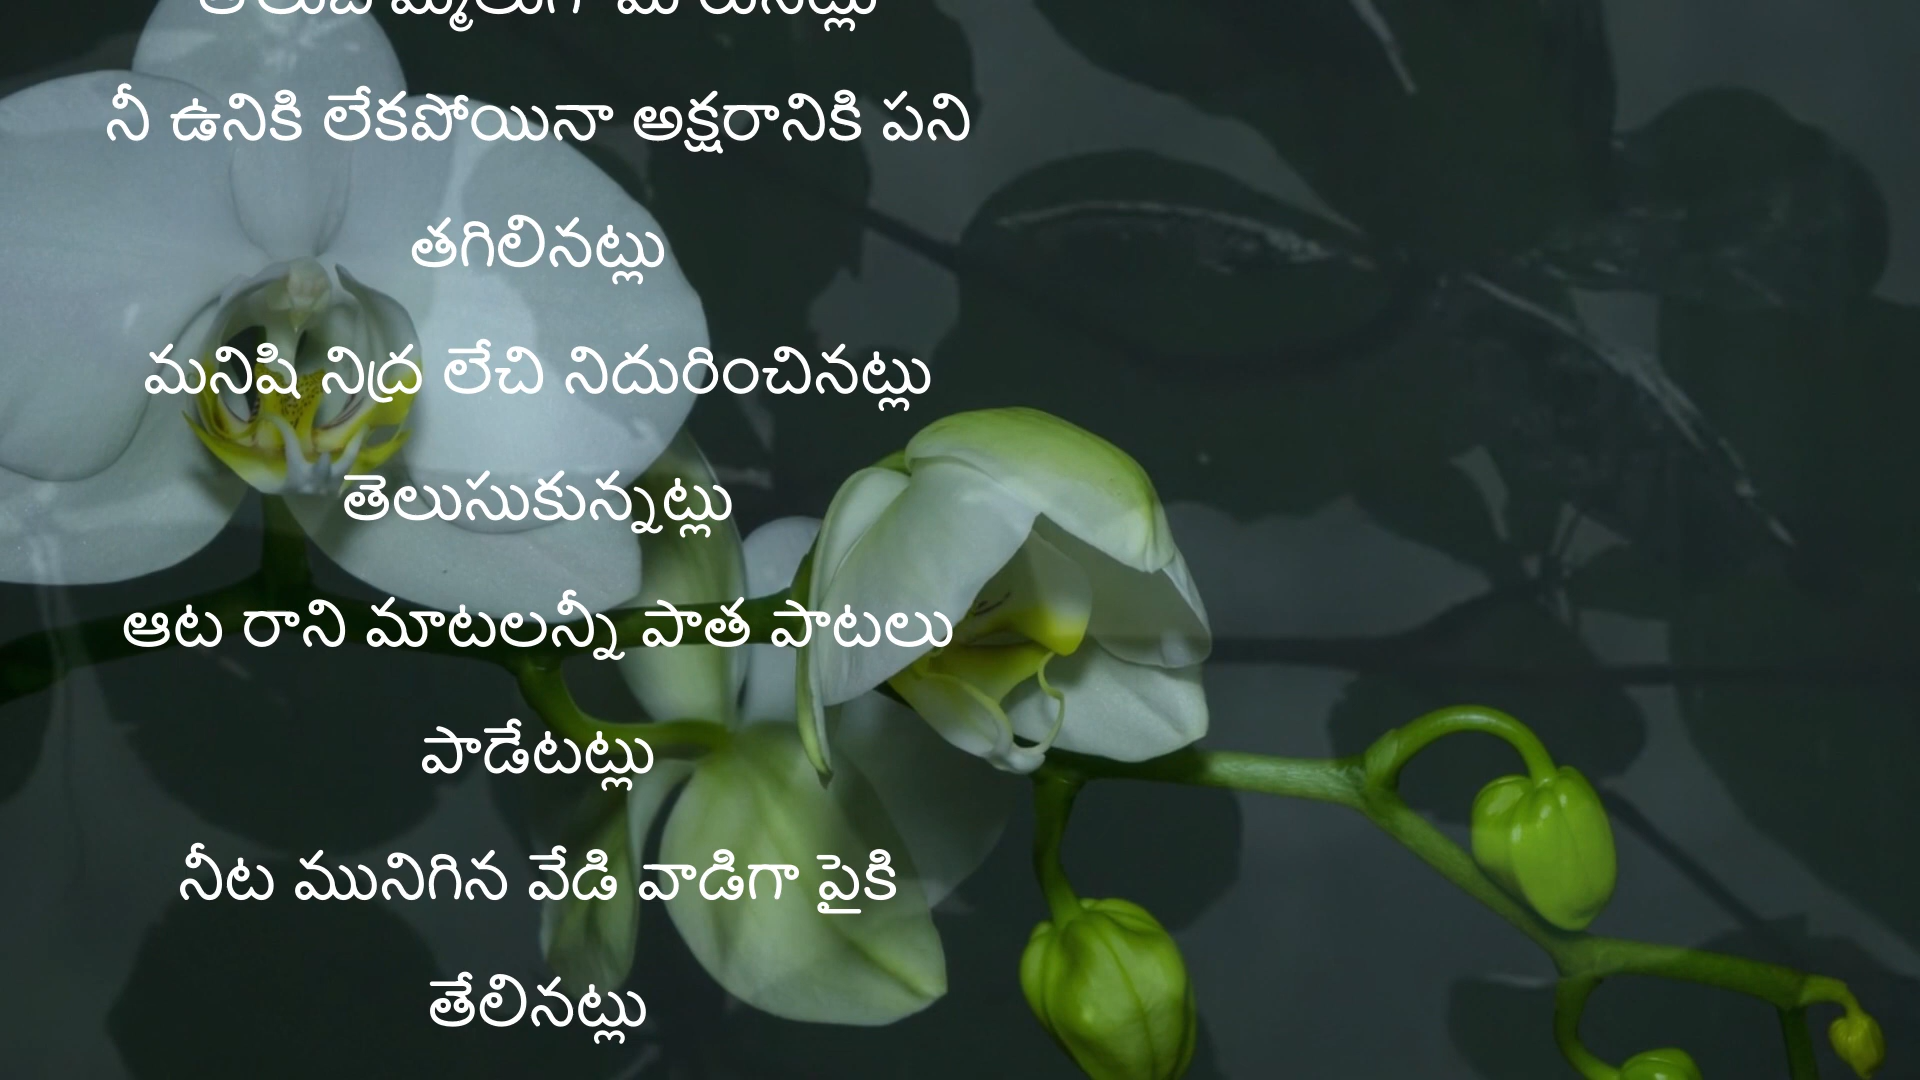 నీ ఉనికి లేకపోయినా అక్షరానికి పని
తగిలినట్లు
మనిషి నిద్ర లేచి నిదురించినట్లు
తెలుసుకున్నట్లు
ఆట రాని మాటలన్నీ పాత పాటలు
పాడేటట్లు
నీట మునిగిన వేడి వాడిగా పైకి
తేలినట్లు